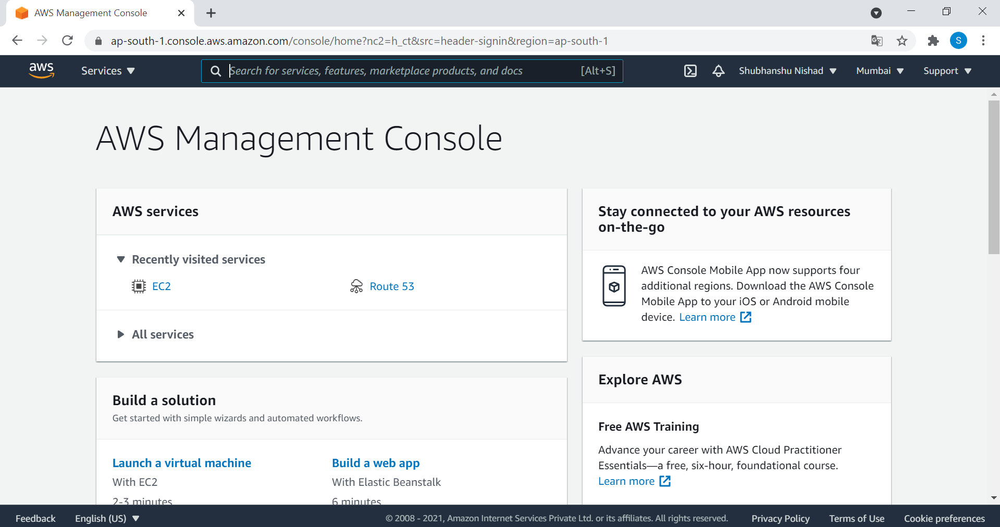 AWS Management Console
ap-south-1.console.aws.amazon.com/console/home?nc2=h_ct&src=header-signin&region=ap-south-1
S
aws
Services
Search for services, features, marketplace products, and docs
[Alt+S]
Shubhanshu Nishad
Mumbai
Support
AWS Management Console
AWS services
Recently visited services
EC2
Route 53
All services
Build a solution
Get started with simple wizards and automated workflows.
Launch a virtual machine
With EC2
2-3 minutes
Build a web app
With Elastic Beanstalk
6 minutes
Stay connected to your AWS resources
on-the-go
AWS Console Mobile App now supports four
additional regions. Download the AWS Console
Mobile App to your iOS or Android mobile
device. Learn more
Explore AWS
Free AWS Training
Advance your career with AWS Cloud Practitioner
Essentials—a free, six-hour, foundational course.
Learn more
Feedback
English (US)
© 2008 - 2021, Amazon Internet Services Private Ltd. or its affiliates. All rights reserved.
Privacy Policy
Terms of Use
Cookie preferences